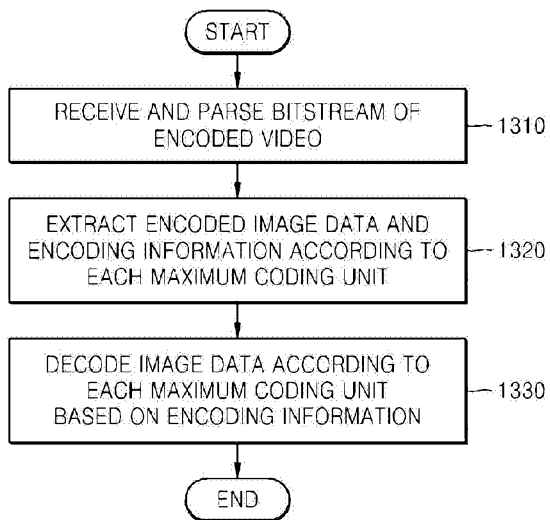 START
RECEIVE AND PARSE BITSTREAM OF
ENCODED VIDEO
1310
EXTRACT ENCODED IMAGE DATA AND
ENCODING INFORMATION ACCORDING TO
EACH MAXIMUM CODING UNIT
1320
DECODE IMAGE DATA ACCORDING TO
EACH MAXIMUM CODING UNIT
BASED ON ENCODING INFORMATION
1330
END